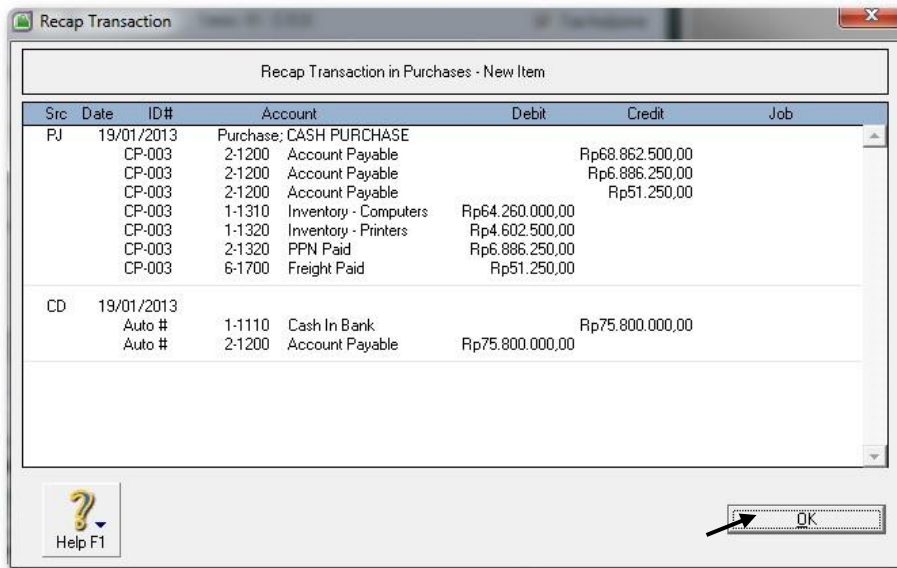 Recap Transaction
Recap Transaction in Purchases - New Item
Src Date ID# Account Debit Credit Job
PJ 19/01/2013 Purchase; CASH PURCHASE
CP-003 2-1200 Account Payable Rp68.862.500,00
CP-003 2-1200 Account Payable Rp6.886.250,00
CP-003 2-1200 Account Payable Rp51.250,00
CP-003 1-1310 Inventory - Computers Rp64.260.000,00
CP-003 1-1320 Inventory - Printers Rp4.602.500,00
CP-003 2-1320 PPN Paid Rp6.886.250,00
CP-003 6-1700 Freight Paid Rp51.250,00
CD 19/01/2013
Auto # 1-1110 Cash In Bank Rp75.800.000,00
Auto # 2-1200 Account Payable Rp75.800.000,00
Help F1
OK